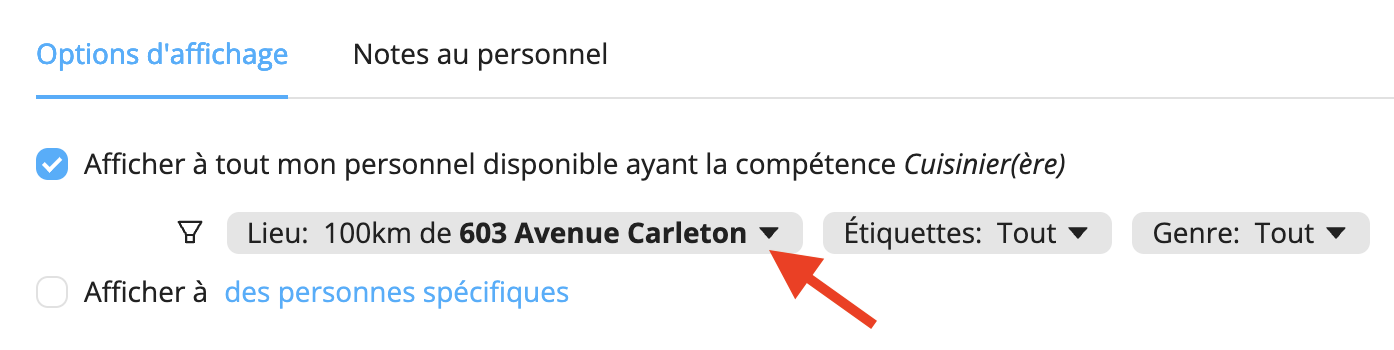 Options d'affichage Notes au personnel
Afficher à tout mon personnel disponible ayant la compétence Cuisinier(ère)
Lieu: 100km de 603 Avenue Carleton Étiquettes: Tout Genre: Tout
Afficher à des personnes spécifiques